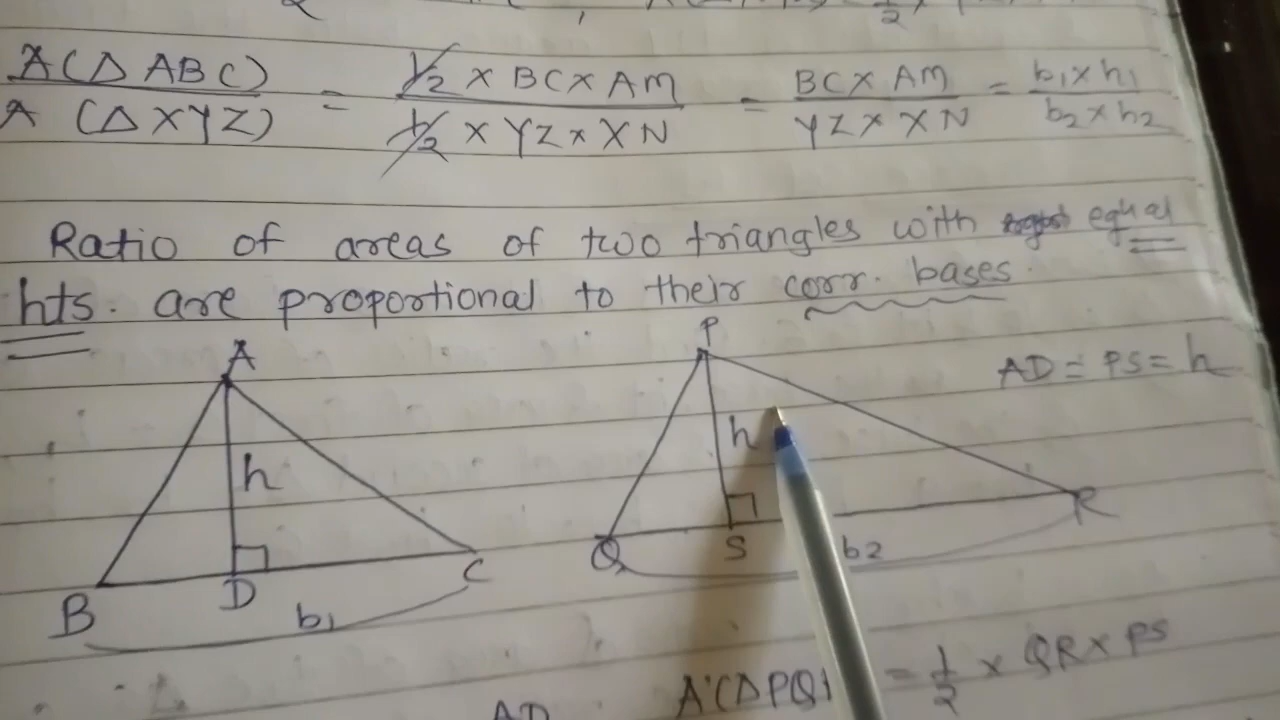 A(Δ ABC) / A (Δ XYZ) = 1/2 × BC × AM / 1/2 × YZ × XN = BC × AM / YZ × XN = b1 × h1 / b2 × h2
Ratio of areas of two triangles with equal
hts. are proportional to their corr. bases.
A
P
AD = PS = h
h
h
B
D
C
b1
Q
S
R
b2
AD
A(Δ PQ = 1/2 × QR × PS